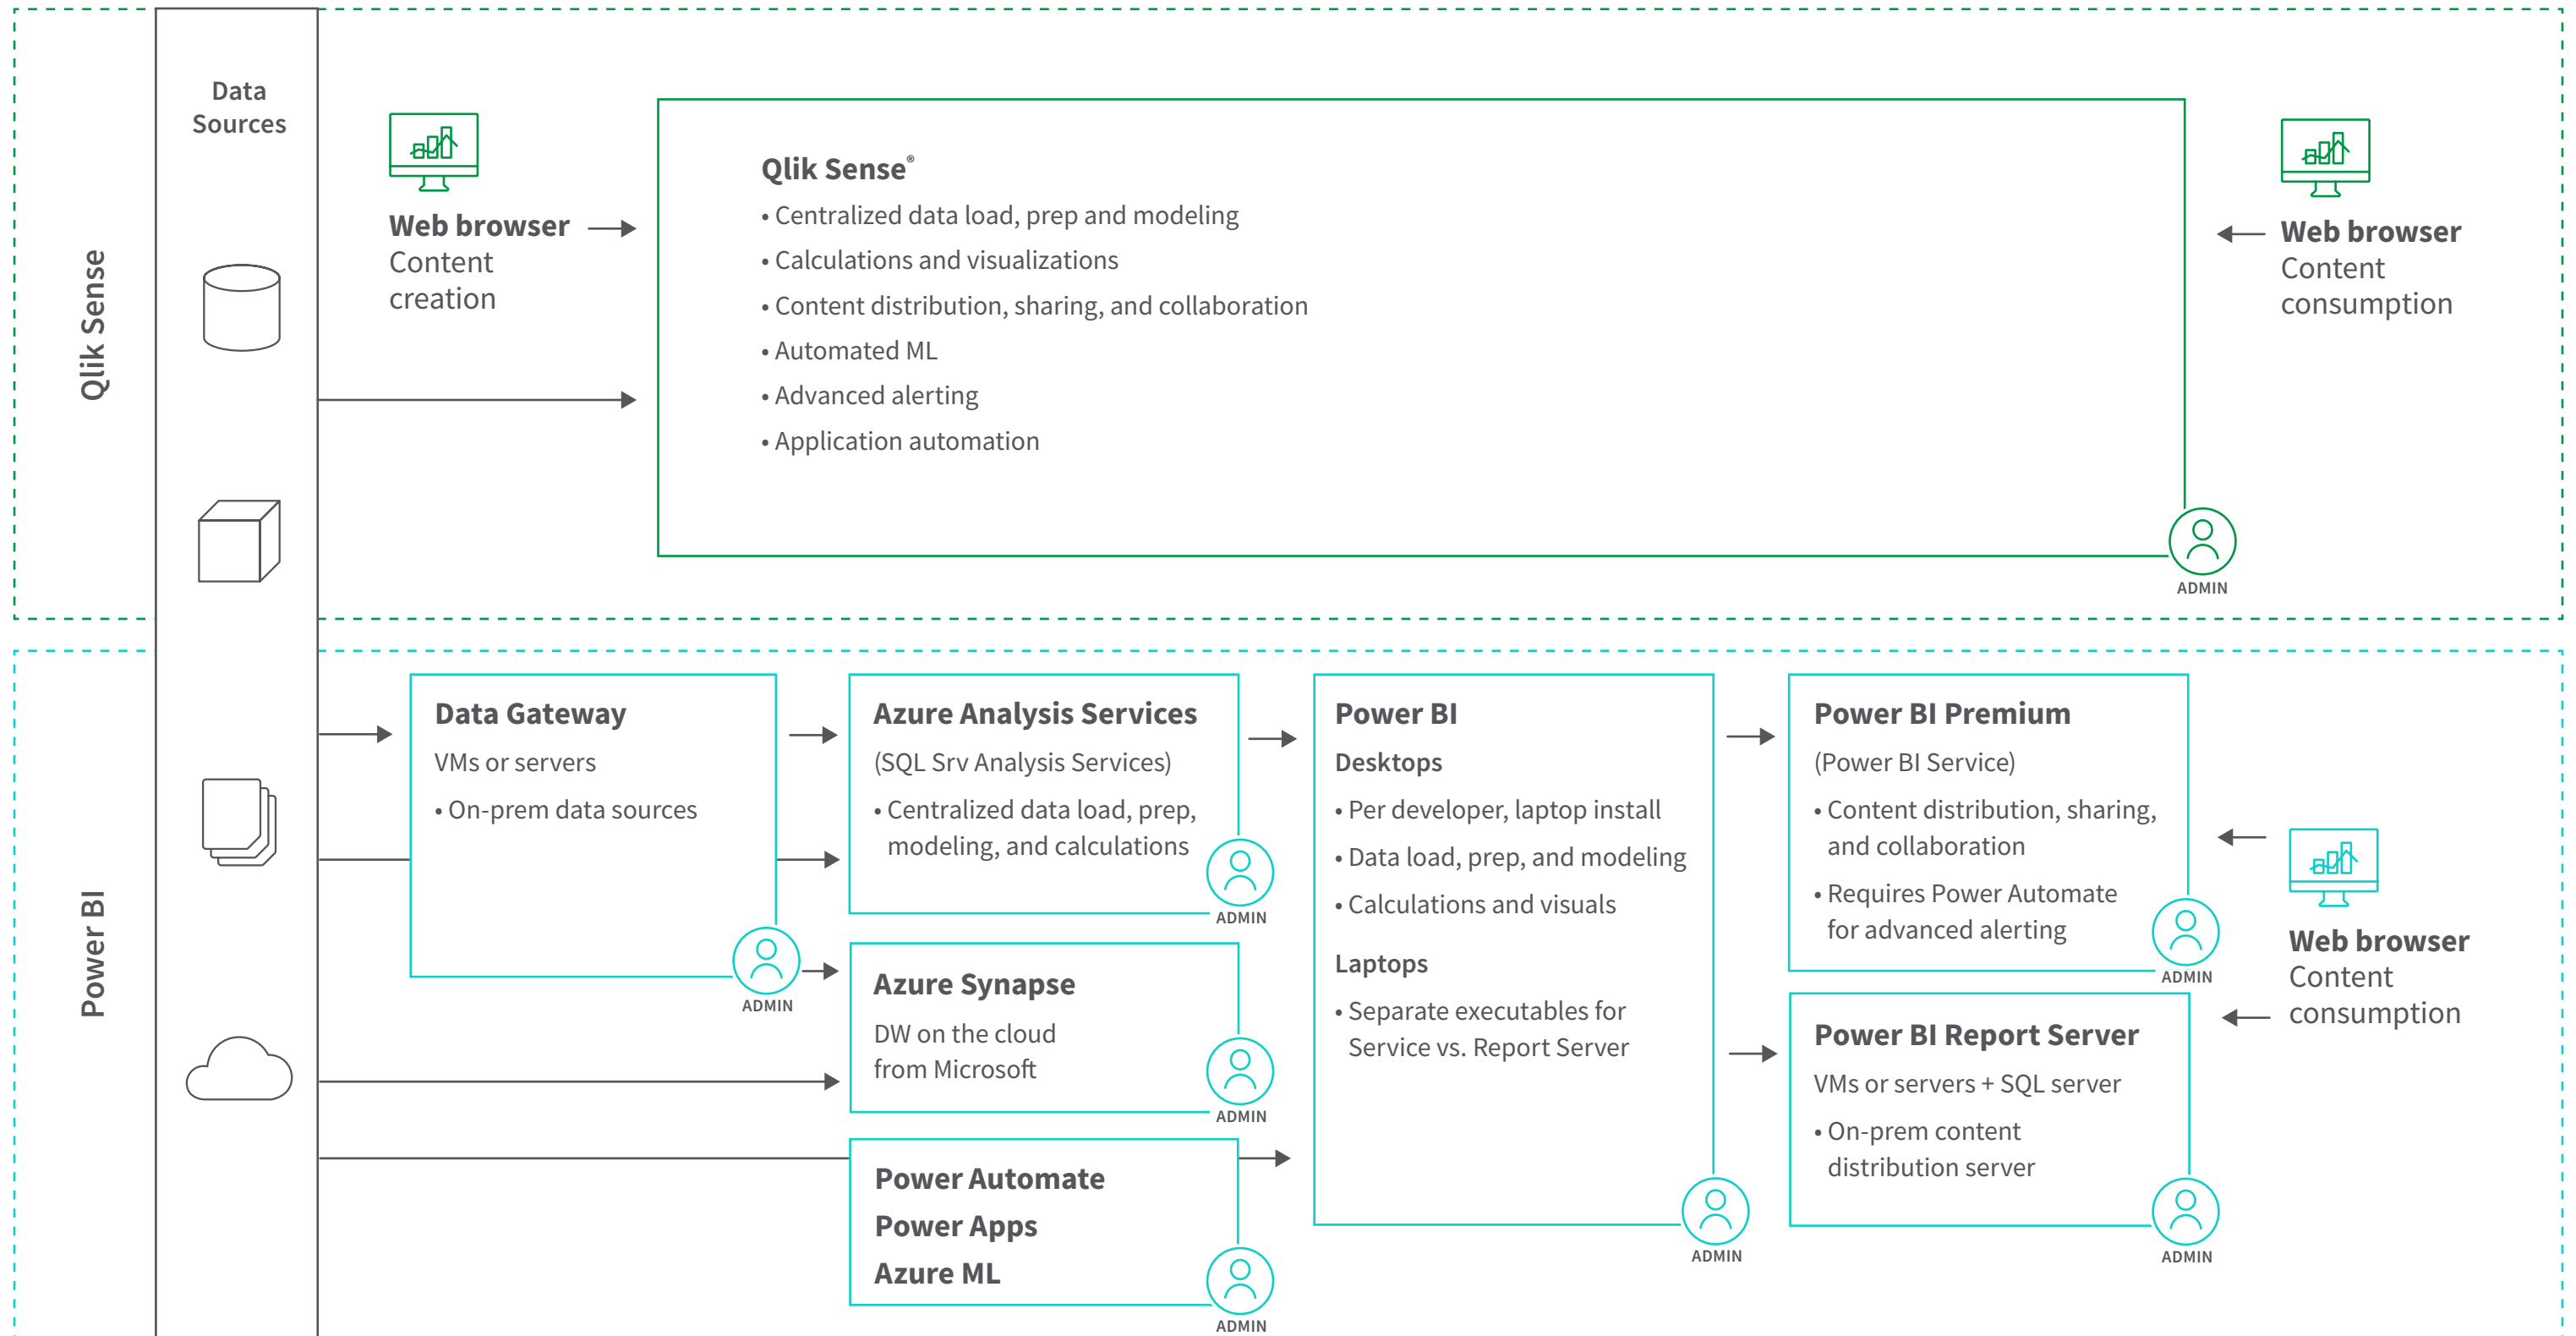 Qlik Sense
Data
Sources
Web browser
Content
creation
Qlik Sense®
• Centralized data load, prep and modeling
• Calculations and visualizations
• Content distribution, sharing, and collaboration
• Automated ML
• Advanced alerting
• Application automation
ADMIN
Web browser
Content
consumption
Power BI
Data Gateway
VMs or servers
• On-prem data sources
ADMIN
Azure Analysis Services
(SQL Srv Analysis Services)
• Centralized data load, prep,
modeling, and calculations
ADMIN
Azure Synapse
DW on the cloud
from Microsoft
ADMIN
Power Automate
Power Apps
Azure ML
ADMIN
Power BI
Desktops
• Per developer, laptop install
• Data load, prep, and modeling
• Calculations and visuals
Laptops
• Separate executables for
Service vs. Report Server
ADMIN
Power BI Premium
(Power BI Service)
• Content distribution, sharing,
and collaboration
• Requires Power Automate
for advanced alerting
ADMIN
Power BI Report Server
VMs or servers + SQL server
• On-prem content
distribution server
ADMIN
Web browser
Content
consumption